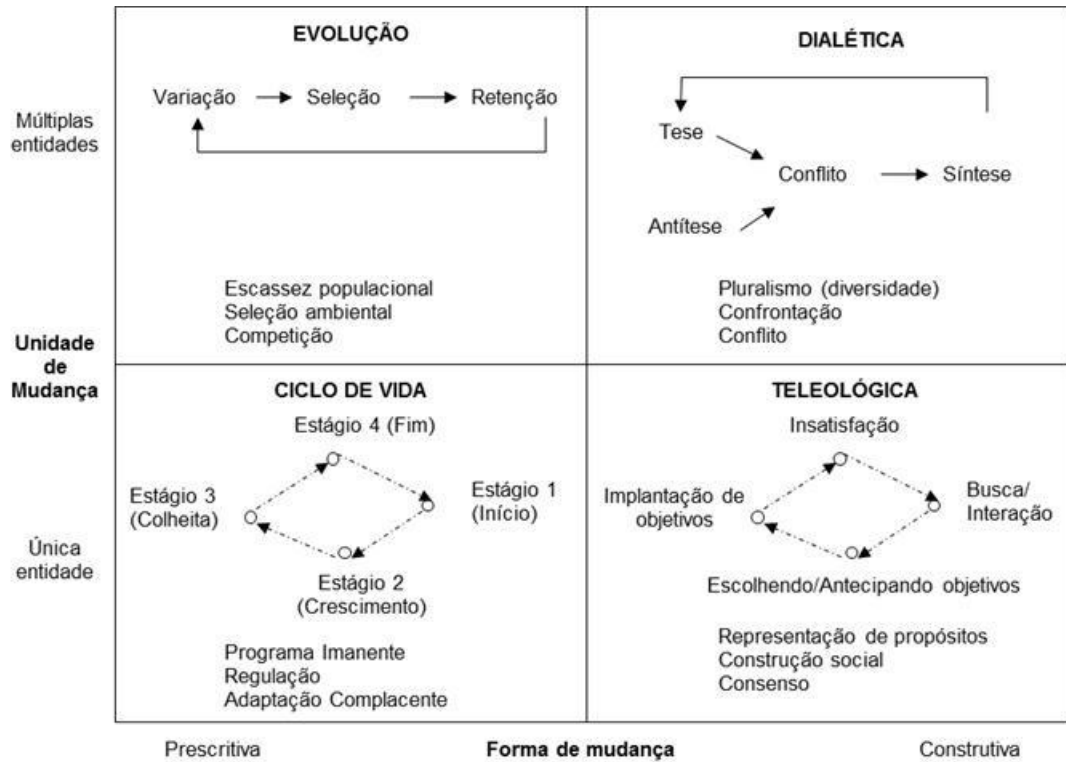 EVOLUÇÃO
Variação Seleção Retenção
Escassez populacional
Seleção ambiental
Competição
DIALÉTICA
Tese
Conflito Síntese
Antítese
Pluralismo (diversidade)
Confrontação
Conflito
Múltiplas
entidades
Unidade
de
Mudança
Única
entidade
CICLO DE VIDA
Estágio 4 (Fim)
Estágio 3
(Colheita)
Estágio 1
(Início)
Estágio 2
(Crescimento)
Programa Imanente
Regulação
Adaptação Complacente
TELEOLÓGICA
Insatisfação
Implantação de
objetivos
Busca/
Interação
Escolhendo/Antecipando objetivos
Representação de propósitos
Construção social
Consenso
Prescritiva Forma de mudança Construtiva